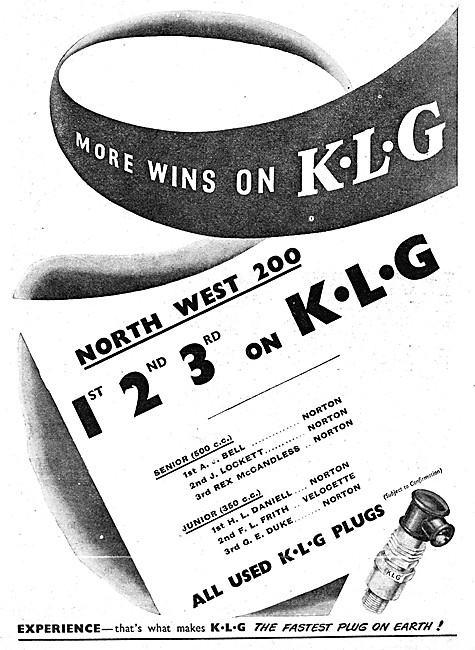 MORE WINS ON K·L·G
NORTH WEST 200
1ST 2ND 3RD ON K·L·G
SENIOR (500 c.c.)
1st A. J. BELL ............ NORTON
2nd J. LOCKETT .......... NORTON
3rd REX McCANDLESS .. NORTON
JUNIOR (350 c.c.)
1st H. L. DANIELL ... NORTON
2nd F. L. FRITH .. VELOCETTE
3rd G. E. DUKE ..... NORTON
(Subject to Confirmation)
ALL USED K·L·G PLUGS
KLG
EXPERIENCE—that's what makes K·L·G THE FASTEST PLUG ON EARTH!